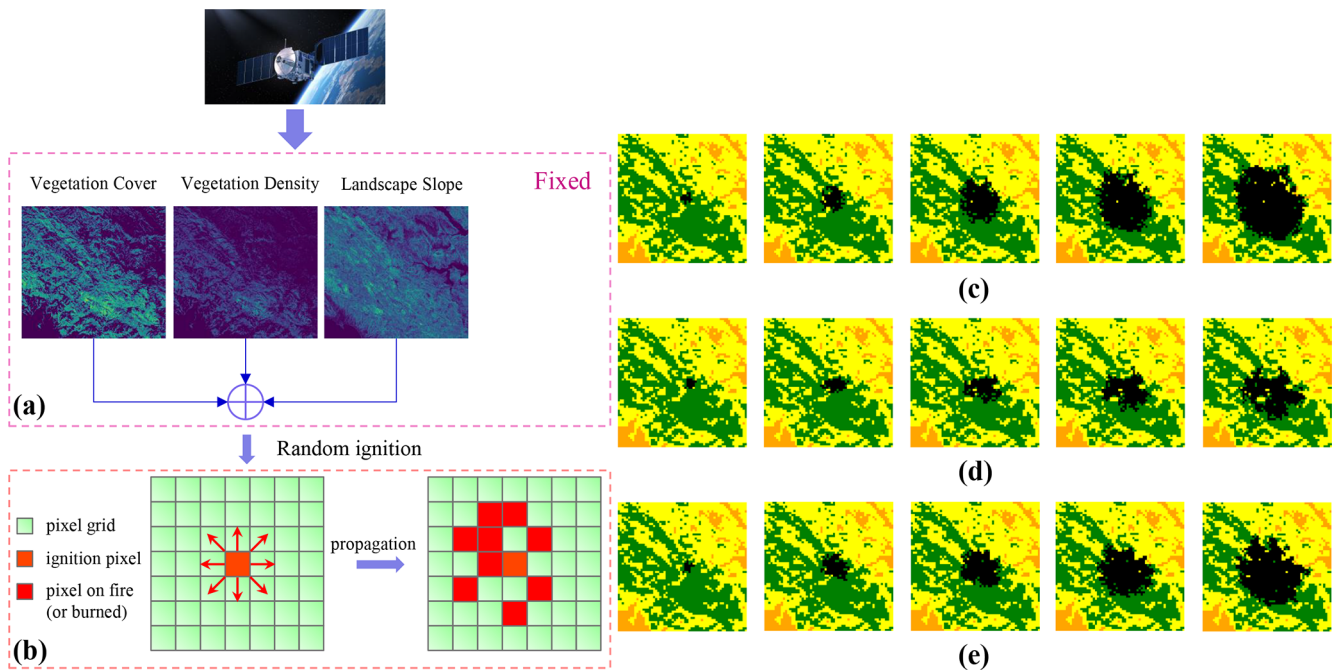 Vegetation Cover
Vegetation Density
Landscape Slope
Fixed
(a)
Random ignition
pixel grid
ignition pixel
pixel on fire
(or burned)
propagation
(b)
(c)
(d)
(e)